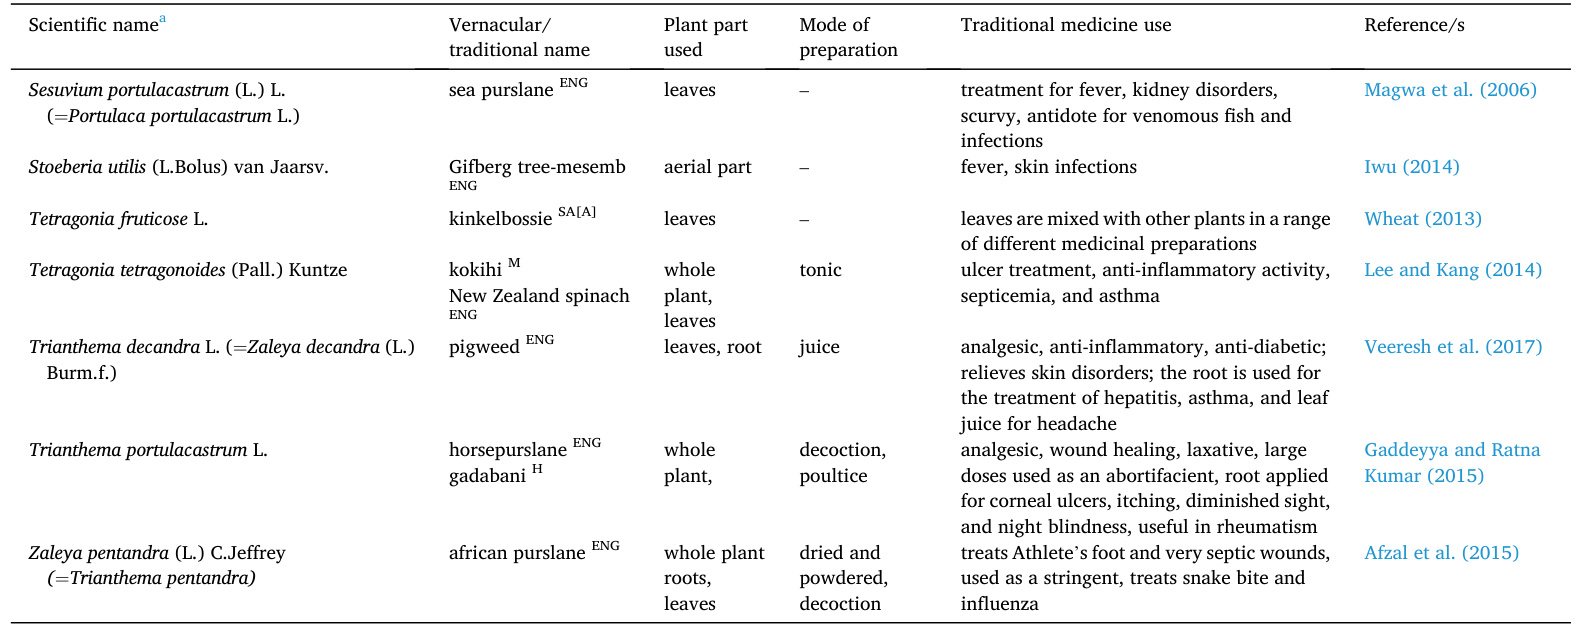 Scientific nameᵃ
Vernacular/
traditional name
Plant part
used
Mode of
preparation
Traditional medicine use
Reference/s
Sesuvium portulacastrum (L.) L.
(=Portulaca portulacastrum L.)
sea purslane ENG
leaves
–
treatment for fever, kidney disorders,
scurvy, antidote for venomous fish and
infections
Magwa et al. (2006)
Stoeberia utilis (L.Bolus) van Jaarsv.
Gifberg tree-mesemb
ENG
aerial part
–
fever, skin infections
Iwu (2014)
Tetragonia fruticose L.
kinkelbossie SA[A]
leaves
–
leaves are mixed with other plants in a range
of different medicinal preparations
Wheat (2013)
Tetragonia tetragonoides (Pall.) Kuntze
kokihi M
New Zealand spinach
ENG
whole
plant,
leaves
tonic
ulcer treatment, anti-inflammatory activity,
septicemia, and asthma
Lee and Kang (2014)
Trianthema decandra L. (=Zaleya decandra (L.)
Burm.f.)
pigweed ENG
leaves, root
juice
analgesic, anti-inflammatory, anti-diabetic;
relieves skin disorders; the root is used for
the treatment of hepatitis, asthma, and leaf
juice for headache
Veeresh et al. (2017)
Trianthema portulacastrum L.
horsepurslane ENG
gadabani H
whole
plant,
decoction,
poultice
analgesic, wound healing, laxative, large
doses used as an abortifacient, root applied
for corneal ulcers, itching, diminished sight,
and night blindness, useful in rheumatism
Gaddeyya and Ratna
Kumar (2015)
Zaleya pentandra (L.) C.Jeffrey
(=Trianthema pentandra)
african purslane ENG
whole plant
roots,
leaves
dried and
powdered,
decoction
treats Athlete’s foot and very septic wounds,
used as a stringent, treats snake bite and
influenza
Afzal et al. (2015)